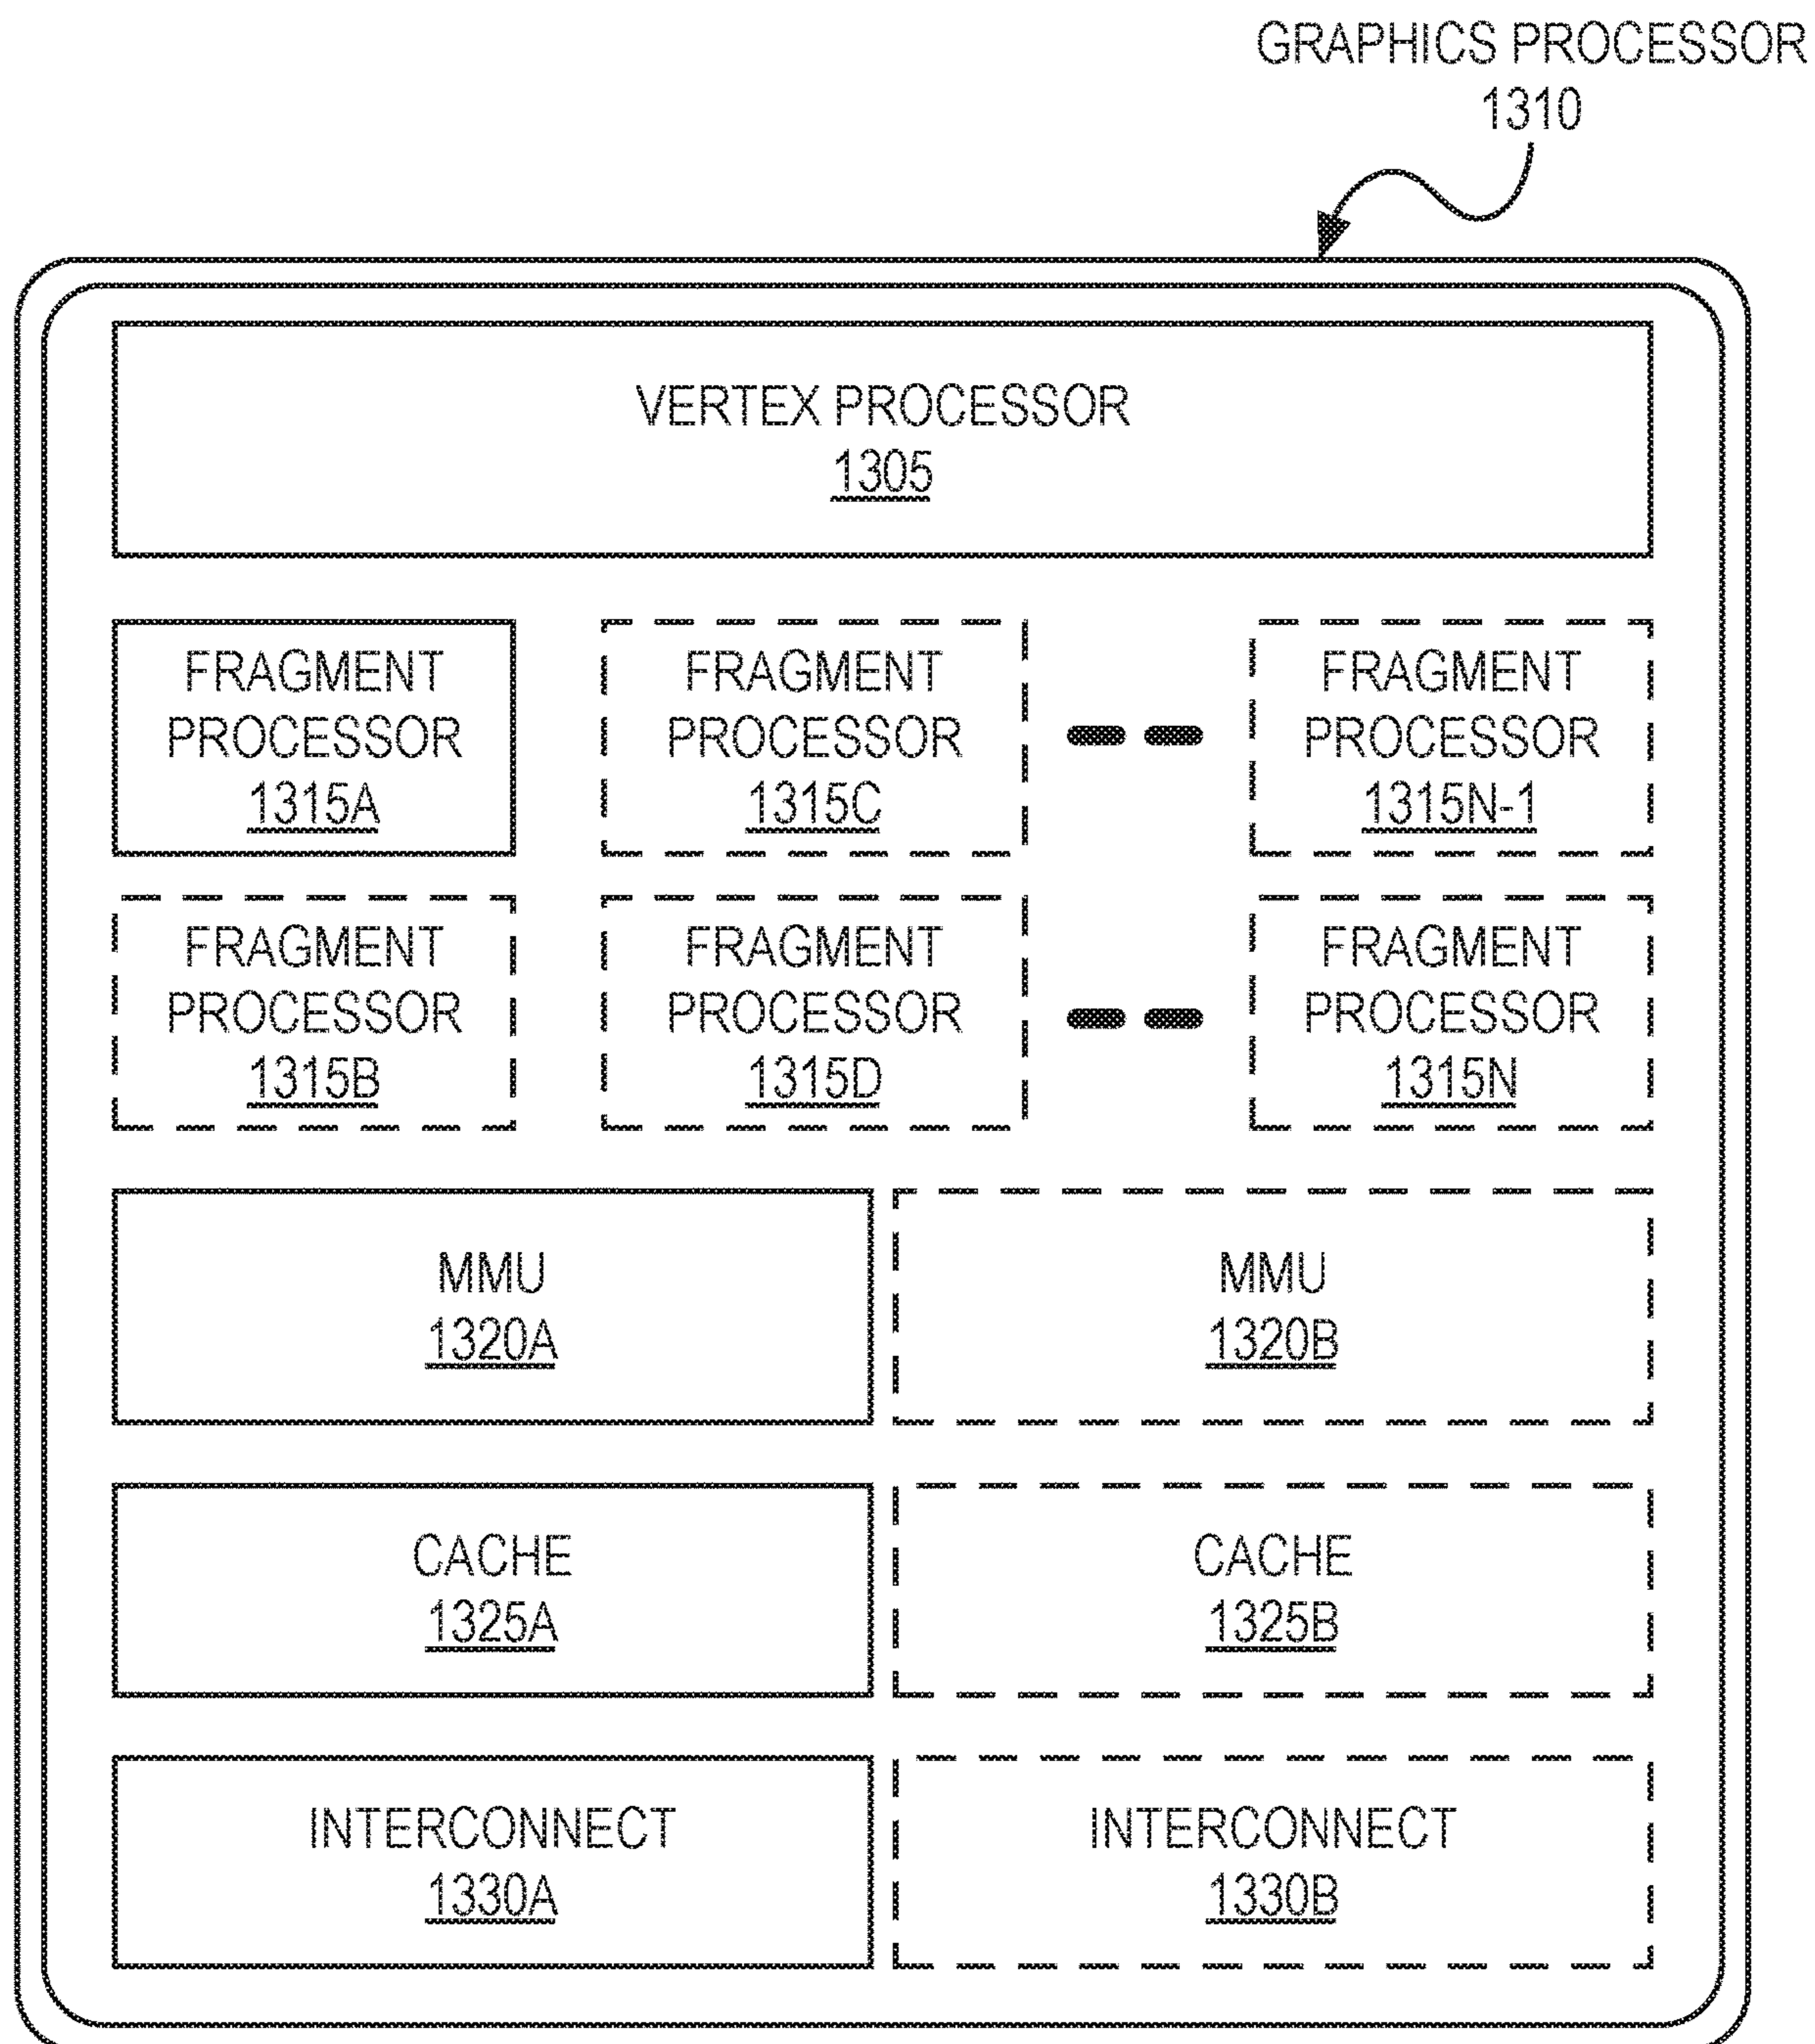 GRAPHICS PROCESSOR
1310
VERTEX PROCESSOR
1305
FRAGMENT
PROCESSOR
1315A
FRAGMENT
PROCESSOR
1315C
FRAGMENT
PROCESSOR
1315N-1
FRAGMENT
PROCESSOR
1315B
FRAGMENT
PROCESSOR
1315D
FRAGMENT
PROCESSOR
1315N
MMU
1320A
MMU
1320B
CACHE
1325A
CACHE
1325B
INTERCONNECT
1330A
INTERCONNECT
1330B